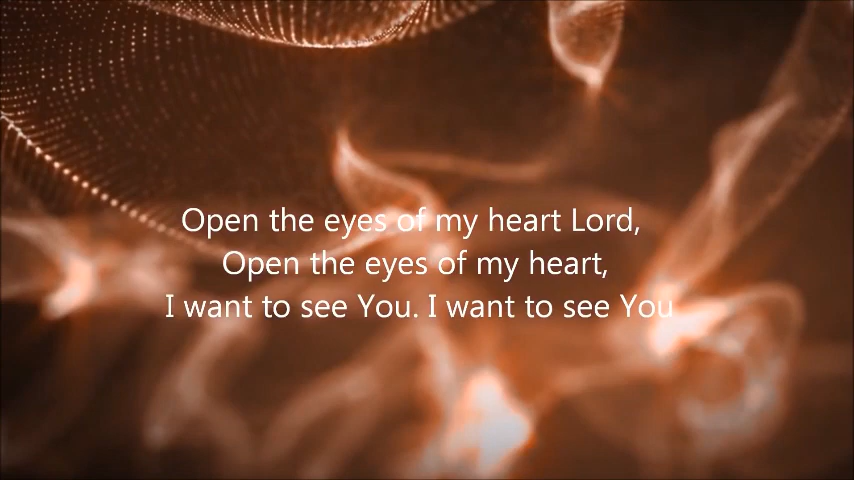 Open the eyes of my heart Lord,
Open the eyes of my heart,
I want to see You. I want to see You